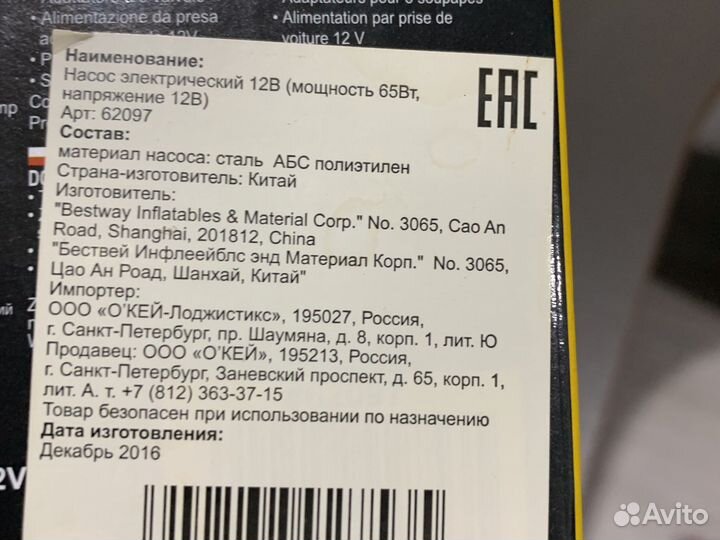 • Alimentazione da presa
• Alimentation par prise de
voiture 12 V
Наименование:
Насос электрический 12В (мощность 65Вт,
напряжение 12В)
Арт: 62097
EAC
Состав:
материал насоса: сталь АБС полиэтилен
Страна-изготовитель: Китай
Изготовитель:
"Bestway Inflatables & Material Corp." No. 3065, Cao An
Road, Shanghai, 201812, China
"Бествей Инфлеейблс энд Материал Корп." No. 3065,
Цао Ан Роад, Шанхай, Китай"
Импортер:
ООО «О'КЕЙ-Лоджистикс», 195027, Россия,
г. Санкт-Петербург, пр. Шаумяна, д. 8, корп. 1, лит. Ю
Продавец: ООО «О'КЕЙ», 195213, Россия,
г. Санкт-Петербург, Заневский проспект, д. 65, корп. 1,
лит. А. т. +7 (812) 363-37-15
Товар безопасен при использовании по назначению
Дата изготовления:
Декабрь 2016
2V
Avito